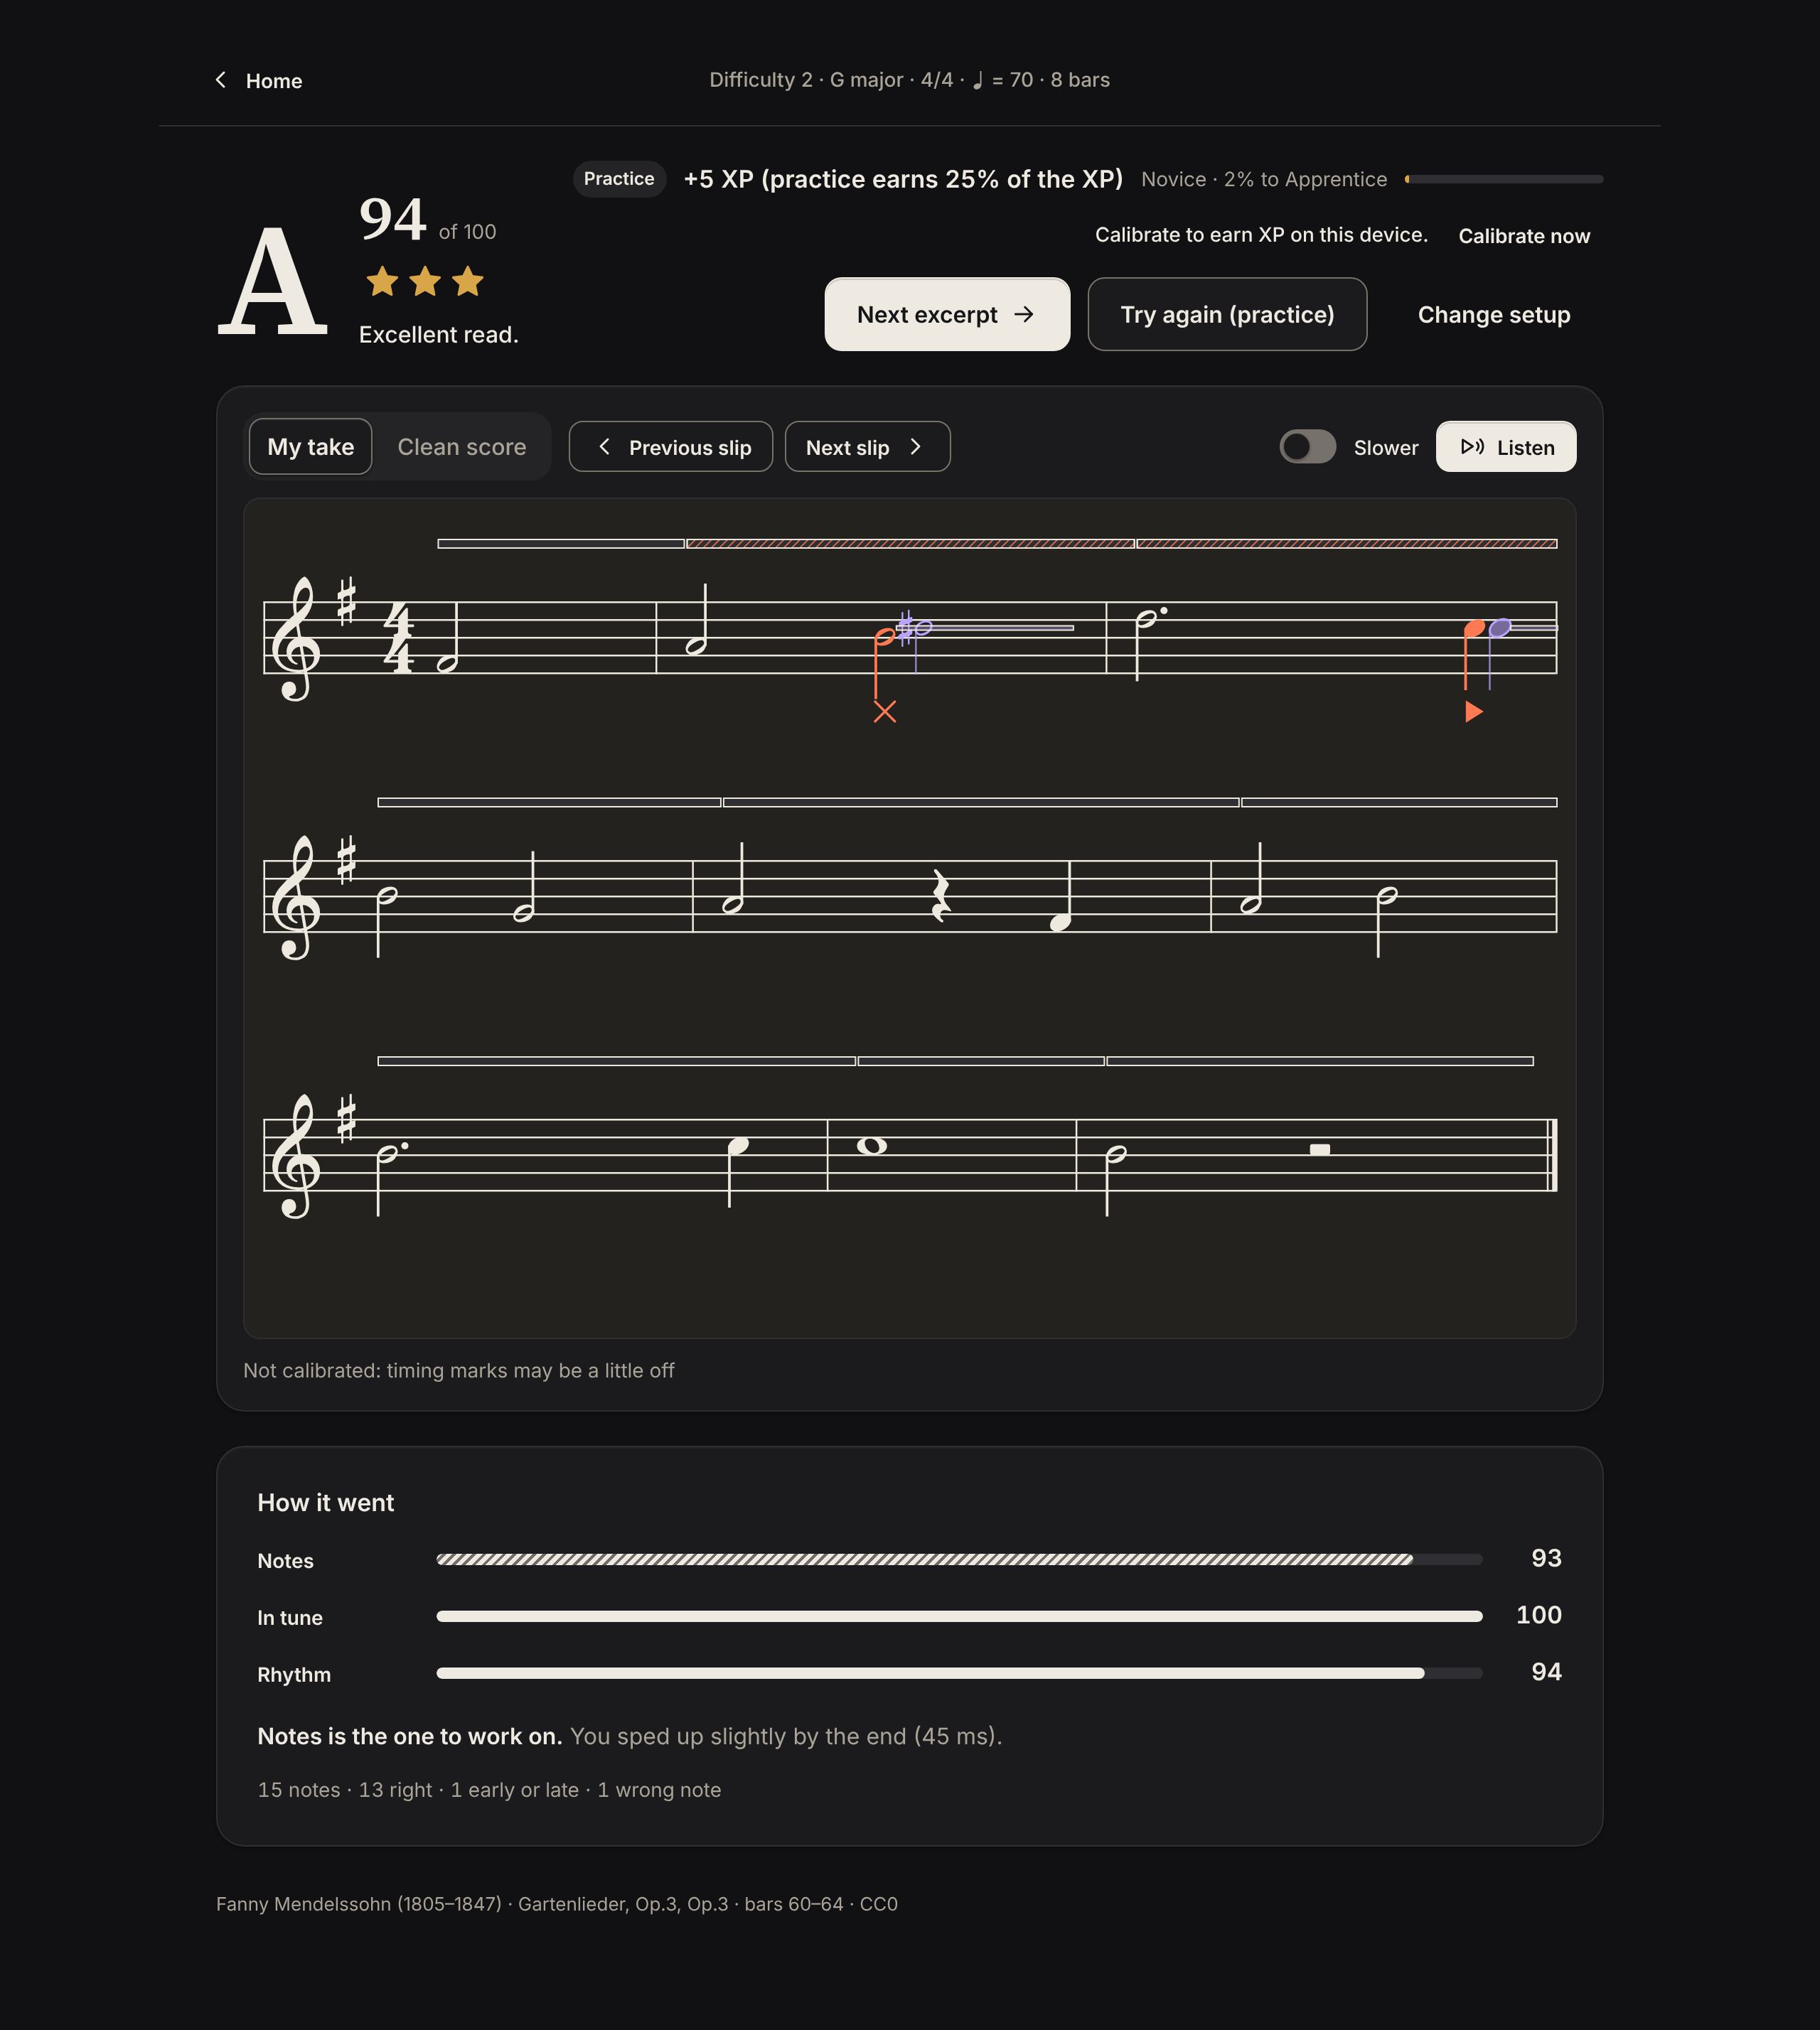 Home
Difficulty 2 · G major · 4/4 · ♩ = 70 · 8 bars
Practice +5 XP (practice earns 25% of the XP) Novice · 2% to Apprentice
A
94 of 100
Excellent read.
Calibrate to earn XP on this device. Calibrate now
Next excerpt → Try again (practice) Change setup
My take Clean score Previous slip Next slip Slower Listen
Not calibrated: timing marks may be a little off
How it went
Notes 93
In tune 100
Rhythm 94
Notes is the one to work on. You sped up slightly by the end (45 ms).
15 notes · 13 right · 1 early or late · 1 wrong note
Fanny Mendelssohn (1805–1847) · Gartenlieder, Op.3, Op.3 · bars 60–64 · CC0